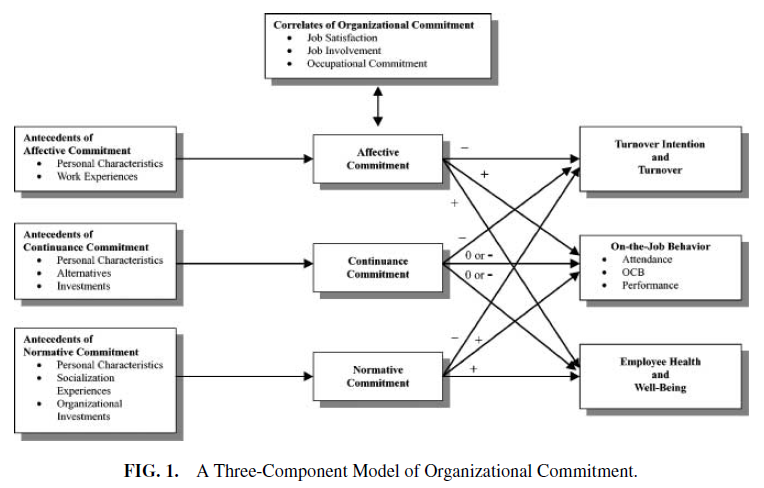 Correlates of Organizational Commitment
• Job Satisfaction
• Job Involvement
• Occupational Commitment
Antecedents of
Affective Commitment
• Personal Characteristics
• Work Experiences
Affective
Commitment
−
+
+
Turnover Intention
and
Turnover
Antecedents of
Continuance Commitment
• Personal Characteristics
• Alternatives
• Investments
Continuance
Commitment
−
0 or -
0 or -
On-the-Job Behavior
• Attendance
• OCB
• Performance
Antecedents of
Normative Commitment
• Personal Characteristics
• Socialization
Experiences
• Organizational
Investments
Normative
Commitment
−
+
+
Employee Health
and
Well-Being
FIG. 1. A Three-Component Model of Organizational Commitment.